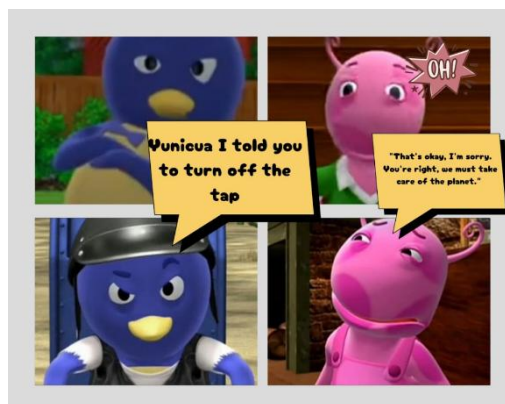 OH!
Yunicua I told you
to turn off the
tap
"That's okay, I'm sorry.
You're right, we must take
care of the planet."